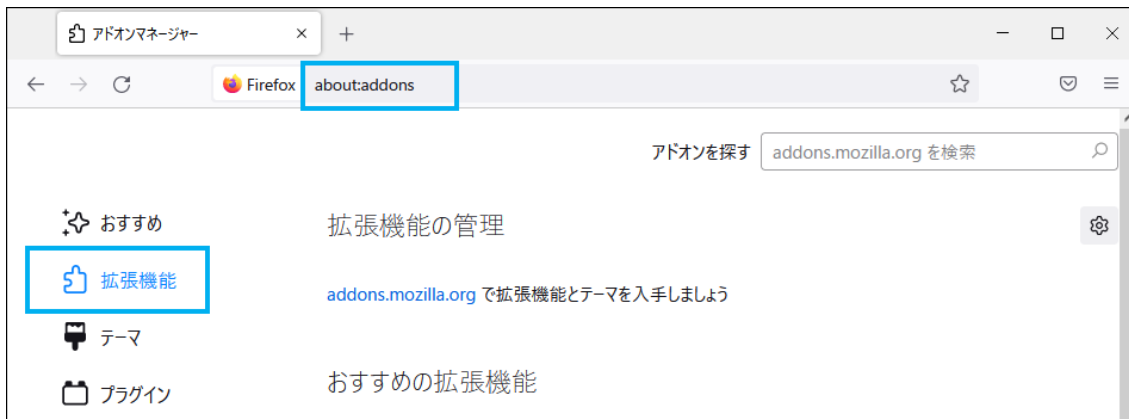 アドオンマネージャー
Firefox about:addons
アドオンを探す addons.mozilla.org を検索
おすすめ
拡張機能の管理
拡張機能
addons.mozilla.org で拡張機能とテーマを入手しましょう
テーマ
おすすめの拡張機能
プラグイン